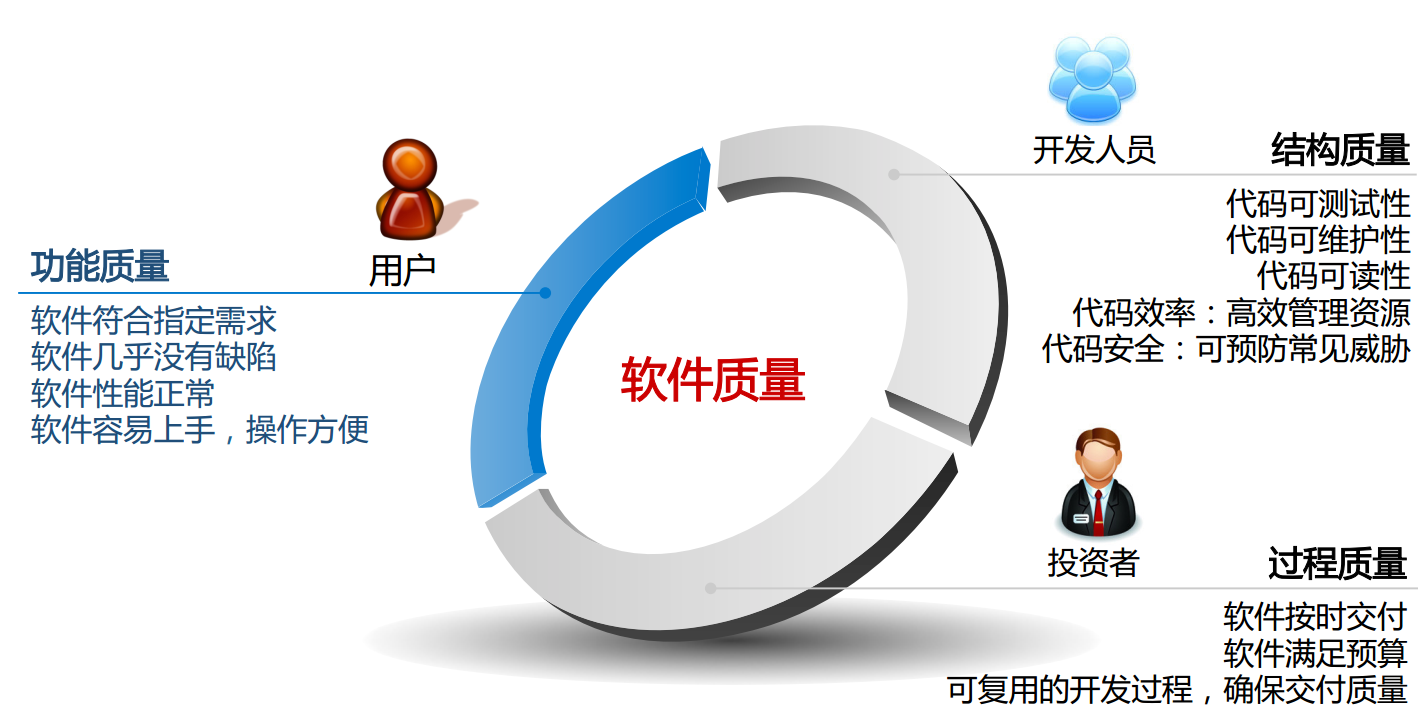 用户
功能质量
软件符合指定需求
软件几乎没有缺陷
软件性能正常
软件容易上手，操作方便
软件质量
开发人员
结构质量
代码可测试性
代码可维护性
代码可读性
代码效率：高效管理资源
代码安全：可预防常见威胁
投资者
过程质量
软件按时交付
软件满足预算
可复用的开发过程，确保交付质量